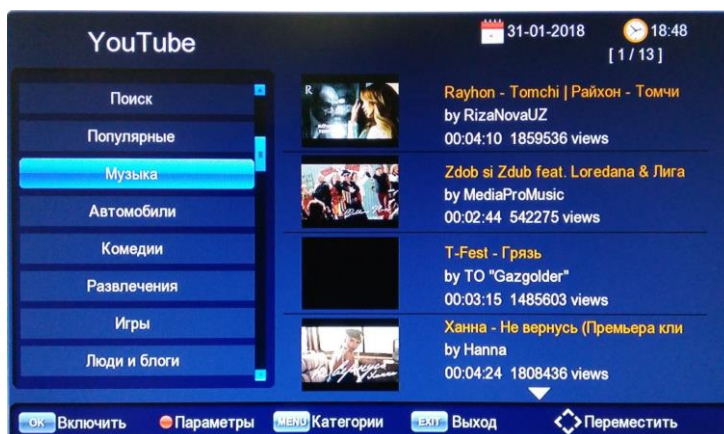 YouTube
31-01-2018
18:48
[ 1 / 13 ]
Поиск
Популярные
Музыка
Автомобили
Комедии
Развлечения
Игры
Люди и блоги
R
Rayhon - Tomchi | Райхон - Томчи
by RizaNovaUZ
00:04:10 1859536 views
Zdob si Zdub feat. Loredana & Лига
by MediaProMusic
00:02:44 542275 views
T-Fest - Грязь
by ТО "Gazgolder"
00:03:15 1485603 views
Ханна - Не вернусь (Премьера кли
by Hanna
00:04:24 1808436 views
OK Включить Параметры MENU Категории EXIT Выход Переместить